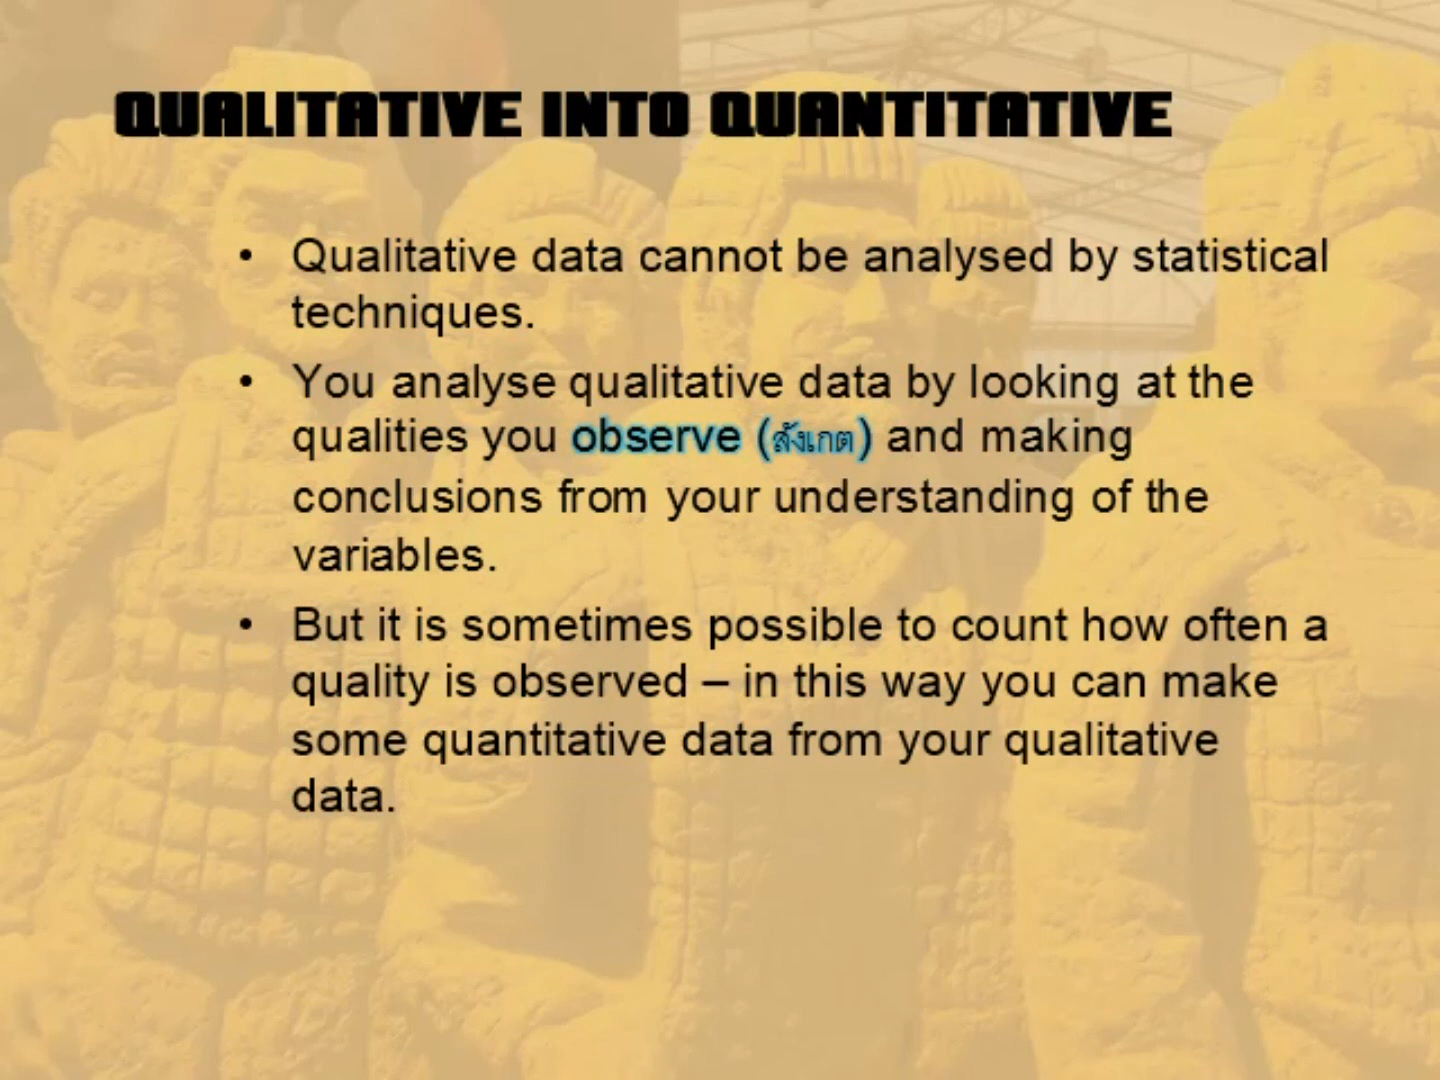 QUALITATIVE INTO QUANTITATIVE
• Qualitative data cannot be analysed by statistical
techniques.
• You analyse qualitative data by looking at the
qualities you observe (สังเกต) and making
conclusions from your understanding of the
variables.
• But it is sometimes possible to count how often a
quality is observed – in this way you can make
some quantitative data from your qualitative
data.